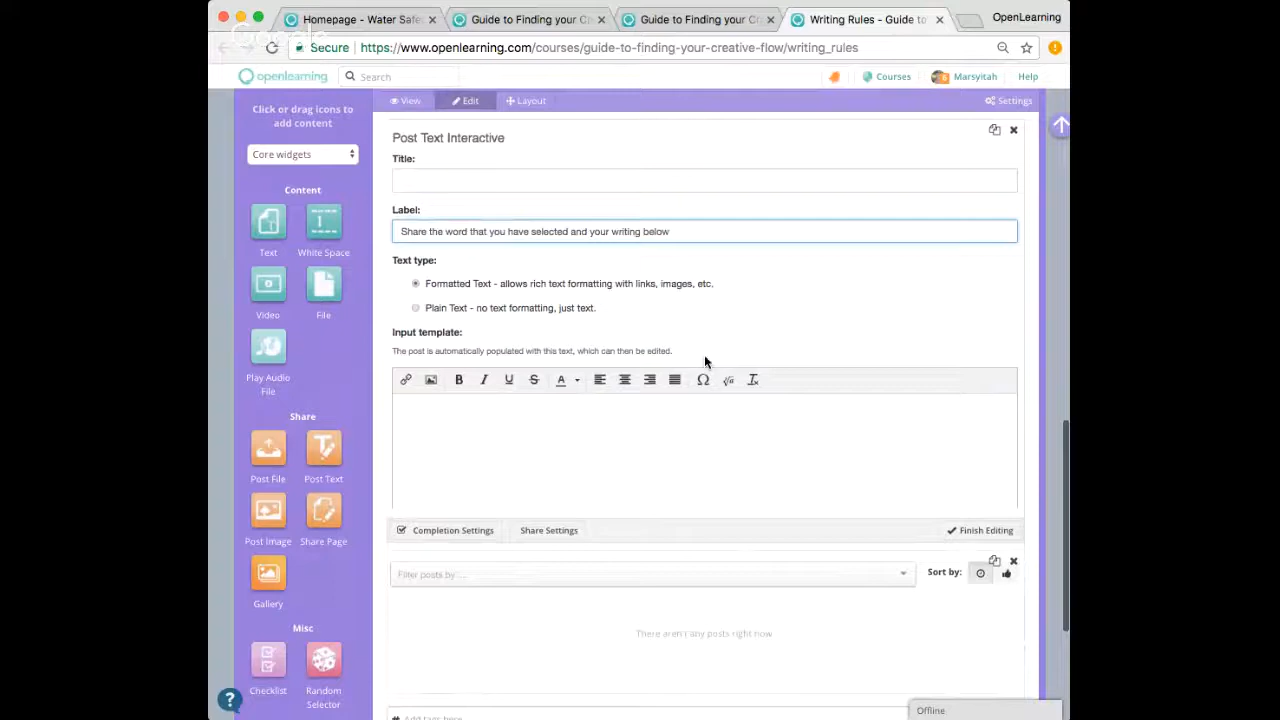 Homepage - Water Safe
Guide to Finding your C
Guide to Finding your Cr
Writing Rules - Guide to
OpenLearning
Google
Secure
https://www.openlearning.com/courses/guide-to-finding-your-creative-flow/writing_rules
openlearning
Search
Courses
6
Marsyitah
Help
Click or drag icons to
add content
View
Edit
Layout
Settings
Core widgets
Content
Text
White Space
Video
File
Play Audio
File
Share
Post File
Post Text
Post Image
Share Page
Gallery
Misc
Checklist
Random
Selector
Post Text Interactive
Title:
Label:
Share the word that you have selected and your writing below
Text type:
Formatted Text - allows rich text formatting with links, images, etc.
Plain Text - no text formatting, just text.
Input template:
The post is automatically populated with this text, which can then be edited.
B I U S A Ω √α Tx
Completion Settings
Share Settings
Finish Editing
Filter posts by ...
Sort by:
There aren't any posts right now
# Add tags here
?
Offline